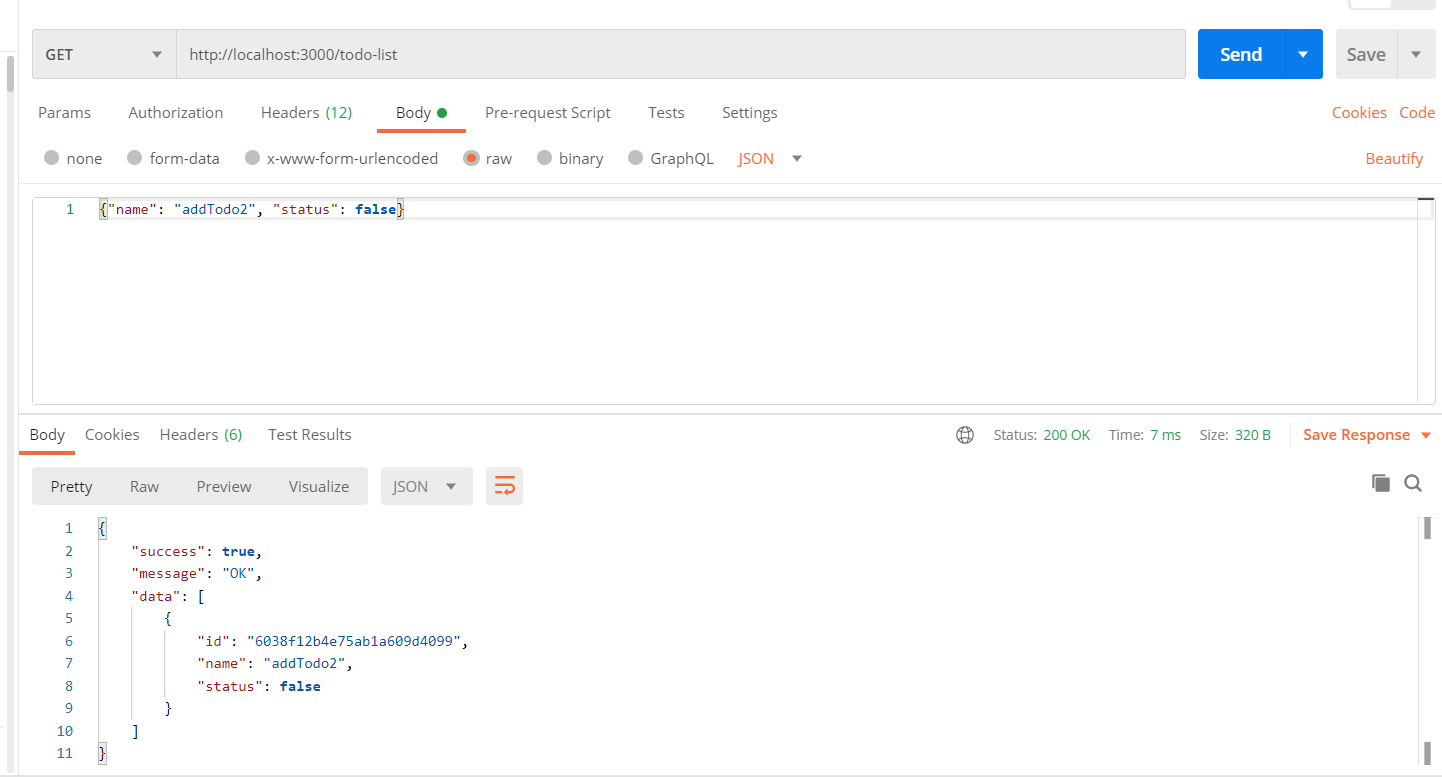 GET http://localhost:3000/todo-list Send Save
Params Authorization Headers (12) Body Pre-request Script Tests Settings Cookies Code
none form-data x-www-form-urlencoded raw binary GraphQL JSON Beautify
1 {"name": "addTodo2", "status": false}
Body Cookies Headers (6) Test Results Status: 200 OK Time: 7 ms Size: 320 B Save Response
Pretty Raw Preview Visualize JSON
1 {
2 "success": true,
3 "message": "OK",
4 "data": [
5 {
6 "id": "6038f12b4e75ab1a609d4099",
7 "name": "addTodo2",
8 "status": false
9 }
10 ]
11 }